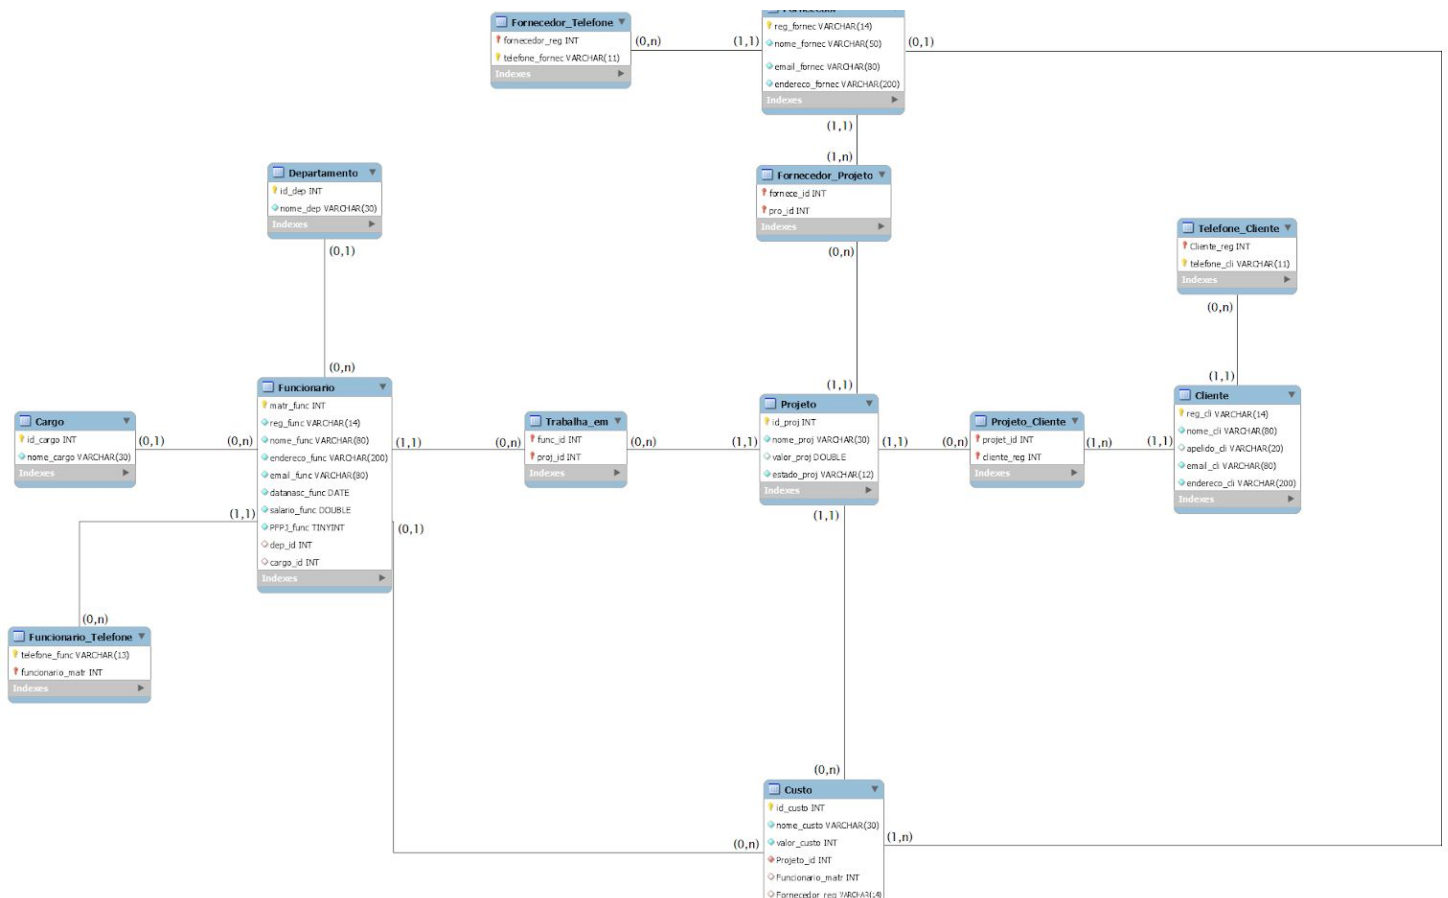 Fornecedor_Telefone
fornecedor_reg INT
telefone_fornec VARCHAR(11)
Indexes
(0,n)
(1,1)
Fornecedor
reg_fornec VARCHAR(14)
nome_fornec VARCHAR(50)
email_fornec VARCHAR(80)
endereco_fornec VARCHAR(200)
Indexes
(0,1)
(1,1)
(1,n)
Fornecedor_Projeto
fornece_id INT
pro_id INT
Indexes
(0,n)
Departamento
id_dep INT
nome_dep VARCHAR(30)
Indexes
(0,1)
(0,n)
Telefone_Cliente
Cliente_reg INT
telefone_cli VARCHAR(11)
Indexes
(0,n)
(1,1)
Cargo
id_cargo INT
nome_cargo VARCHAR(30)
Indexes
(0,1)
(0,n)
Funcionario
matr_func INT
reg_func VARCHAR(14)
nome_func VARCHAR(80)
endereco_func VARCHAR(200)
email_func VARCHAR(80)
datanasc_func DATE
salario_func DOUBLE
PFPJ_func TINYINT
dep_id INT
cargo_id INT
Indexes
(1,1)
(0,n)
Trabalha_em
func_id INT
proj_id INT
Indexes
(0,n)
(1,1)
(1,1)
Projeto
id_proj INT
nome_proj VARCHAR(30)
valor_proj DOUBLE
estado_proj VARCHAR(12)
Indexes
(1,1)
(0,n)
Projeto_Cliente
projet_id INT
cliente_reg INT
Indexes
(1,n)
(1,1)
Cliente
reg_cli VARCHAR(14)
nome_cli VARCHAR(80)
apelido_cli VARCHAR(20)
email_cli VARCHAR(80)
endereco_cli VARCHAR(200)
Indexes
(1,1)
(0,1)
(1,1)
(0,n)
Funcionario_Telefone
telefone_func VARCHAR(13)
funcionario_matr INT
Indexes
(0,n)
(0,n)
Custo
id_custo INT
nome_custo VARCHAR(30)
valor_custo INT
Projeto_id INT
Funcionario_matr INT
Fornecedor_reg VARCHAR(14)
(1,n)